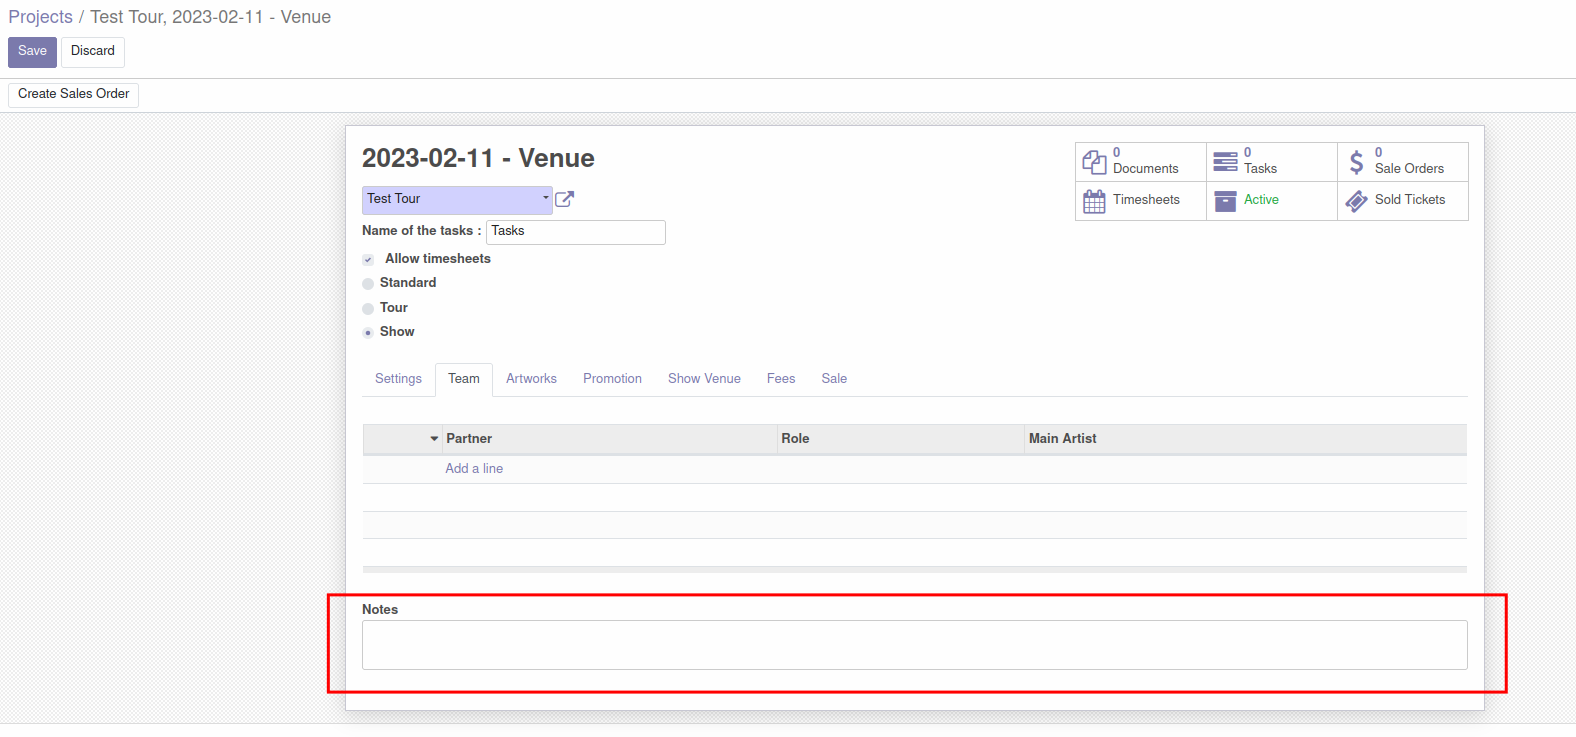 Projects / Test Tour, 2023-02-11 - Venue
Save Discard
Create Sales Order
2023-02-11 - Venue
0 Documents
0 Tasks
0 Sale Orders
Timesheets
Active
Sold Tickets
Test Tour
Name of the tasks : Tasks
Allow timesheets
Standard
Tour
Show
Settings Team Artworks Promotion Show Venue Fees Sale
Partner Role Main Artist
Add a line
Notes